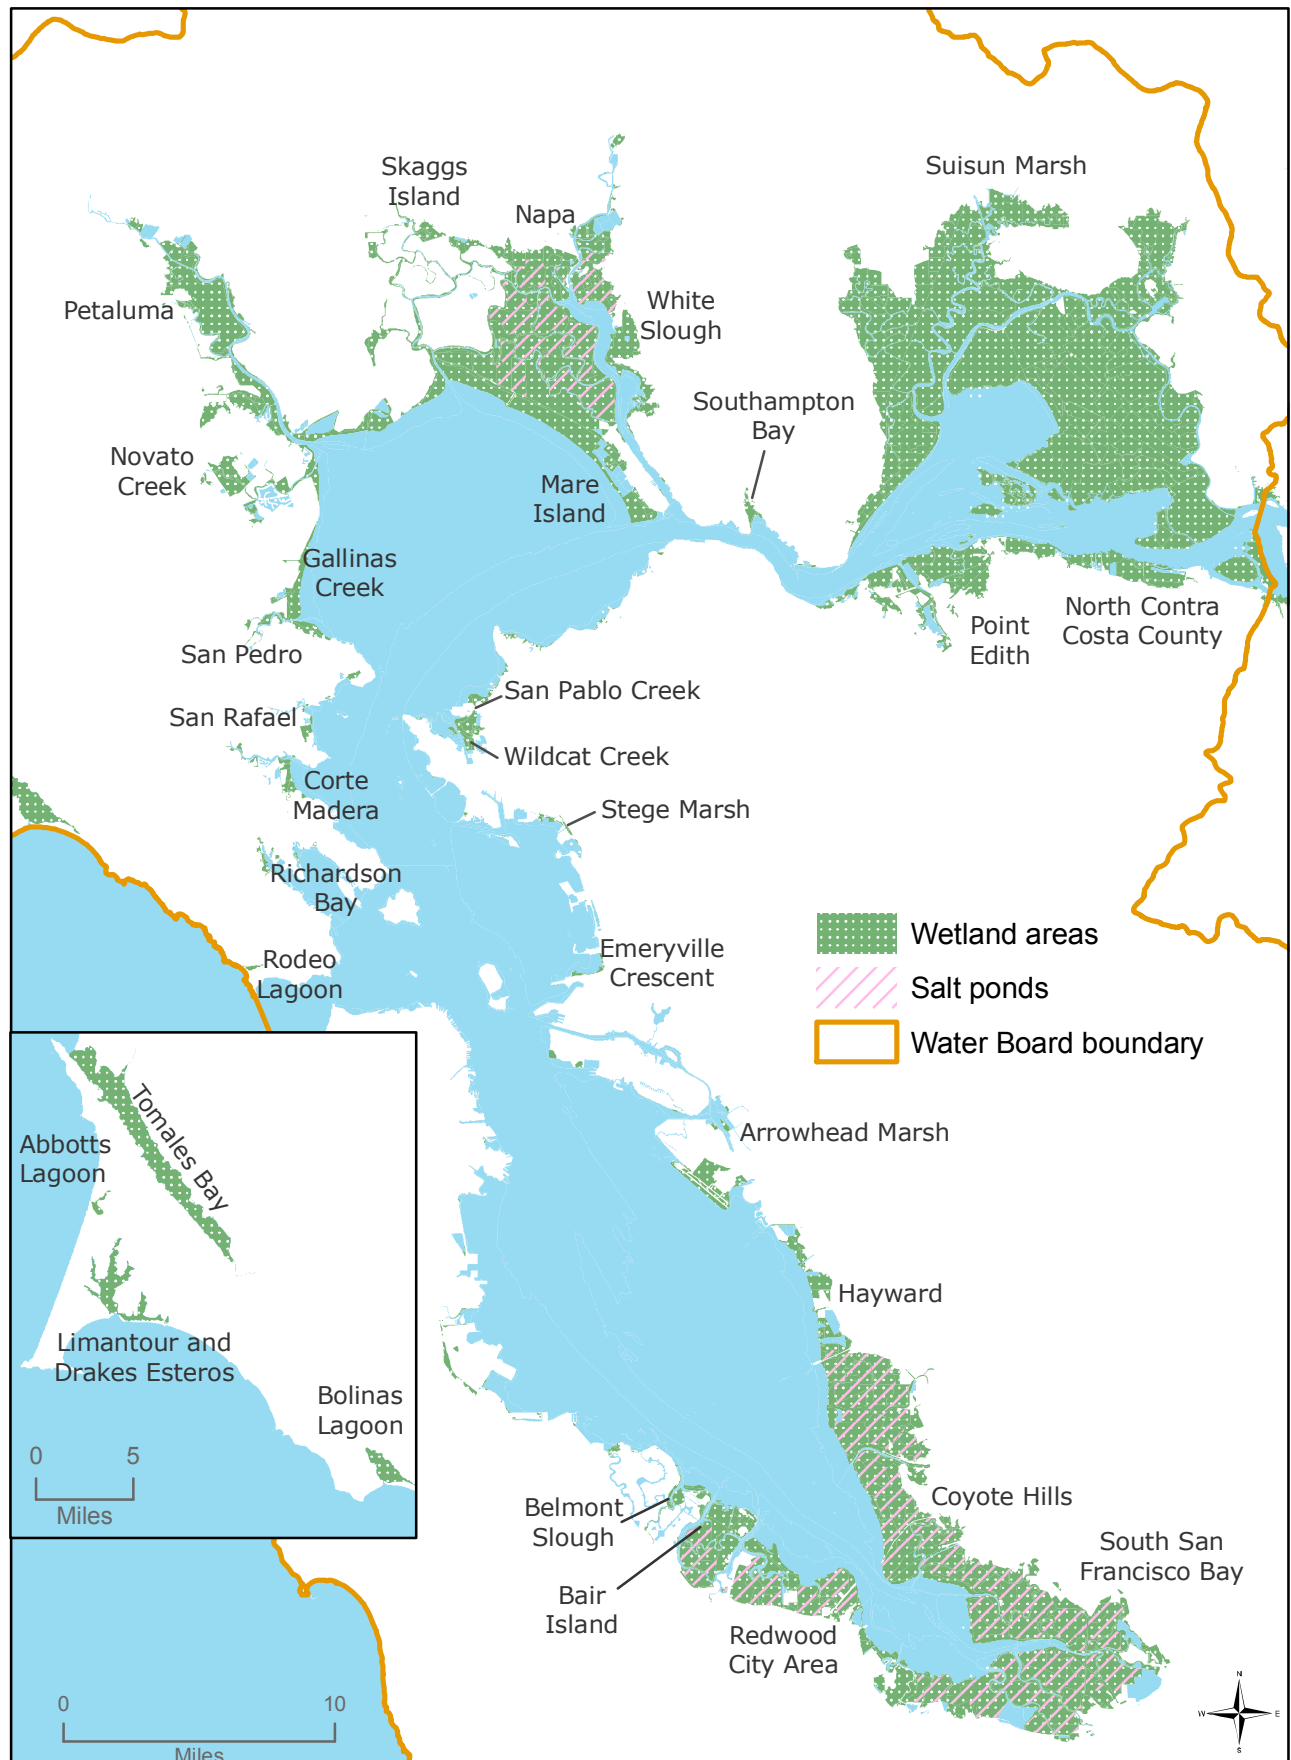 Skaggs
Island
Napa
Suisun Marsh
Petaluma
White
Slough
Southampton
Bay
Novato
Creek
Mare
Island
Gallinas
Creek
San Pedro
Point
Edith
North Contra
Costa County
San Rafael
San Pablo Creek
Wildcat Creek
Corte
Madera
Stege Marsh
Richardson
Bay
Rodeo
Lagoon
Emeryville
Crescent
Wetland areas
Salt ponds
Water Board boundary
Arrowhead Marsh
Tomales Bay
Abbotts
Lagoon
Limantour and
Drakes Esteros
Bolinas
Lagoon
0 5
Miles
Hayward
Coyote Hills
Belmont
Slough
South San
Francisco Bay
Bair
Island
Redwood
City Area
0 10
Miles
N
W E
S